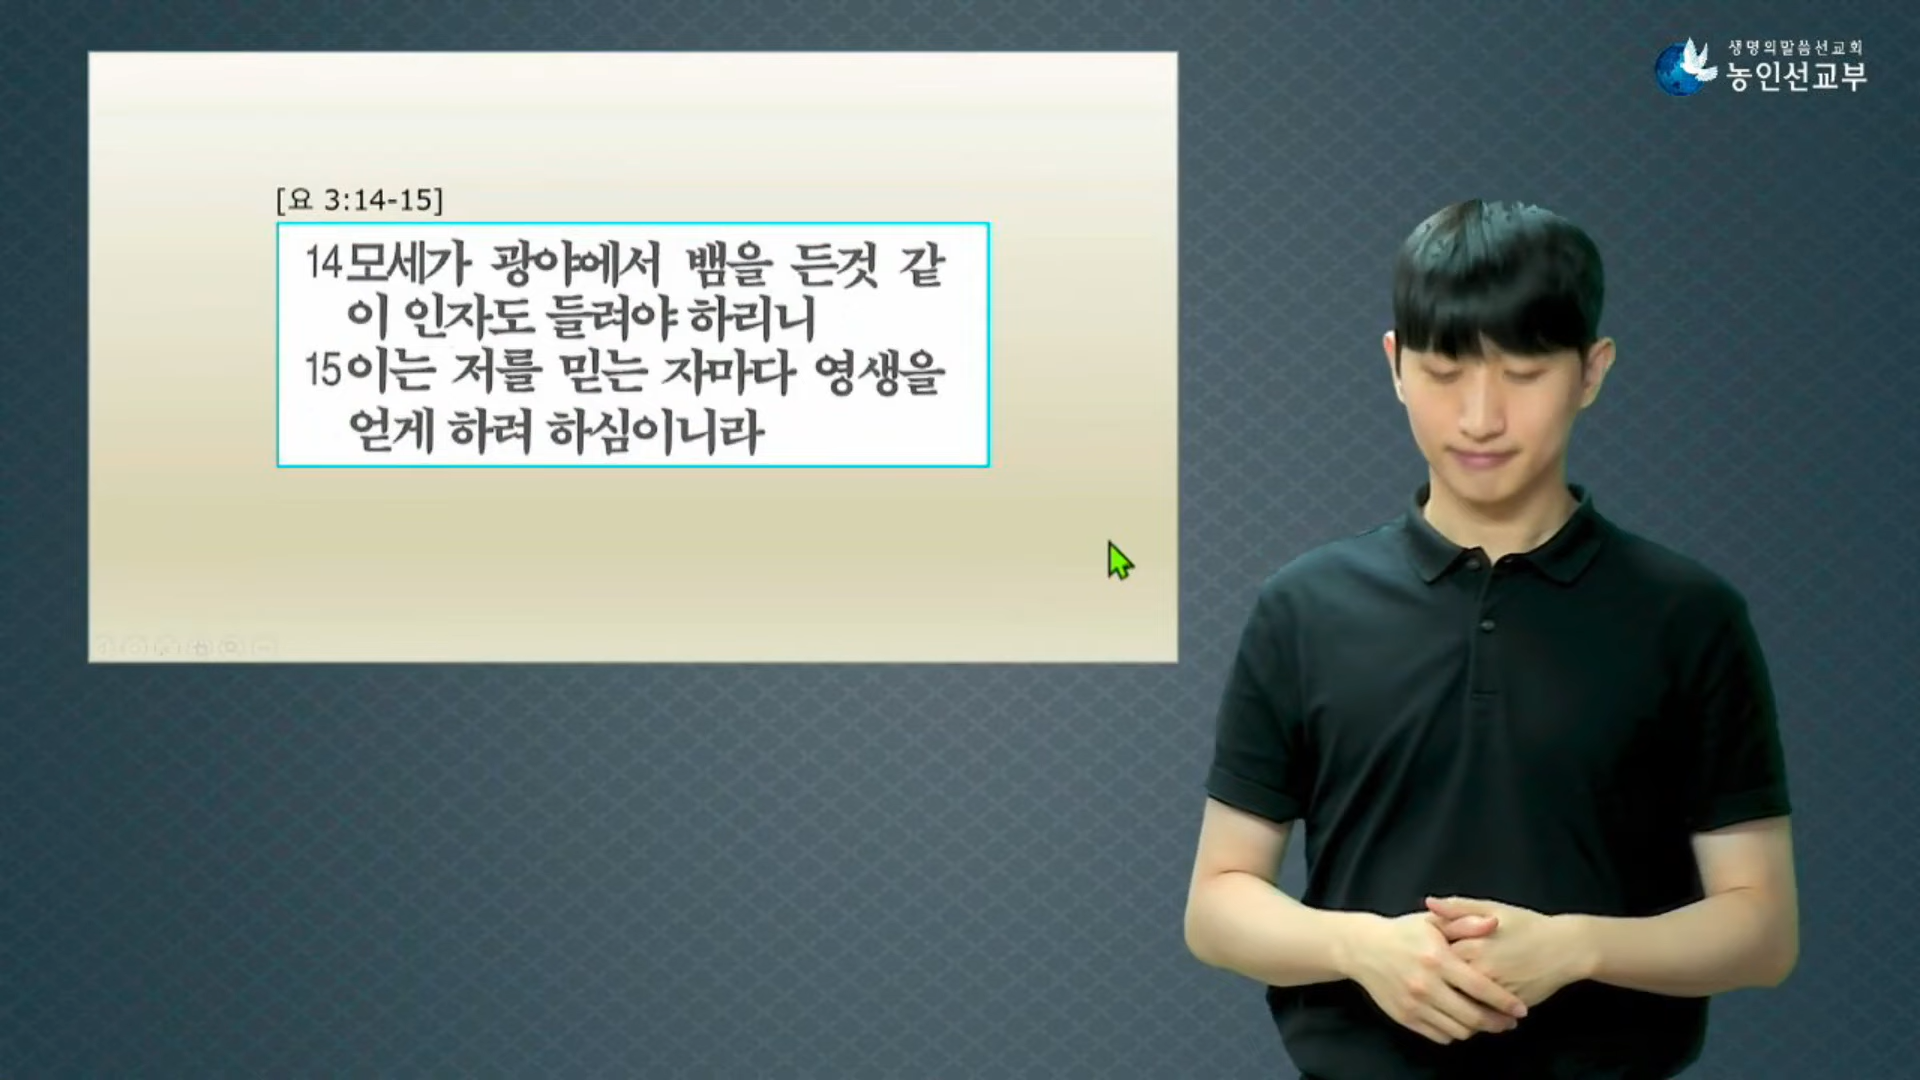 생명의말씀선교회
농인선교부
[요 3:14-15]
14모세가 광야에서 뱀을 든것 같
이 인자도 들려야 하리니
15이는 저를 믿는 자마다 영생을
얻게 하려 하심이니라